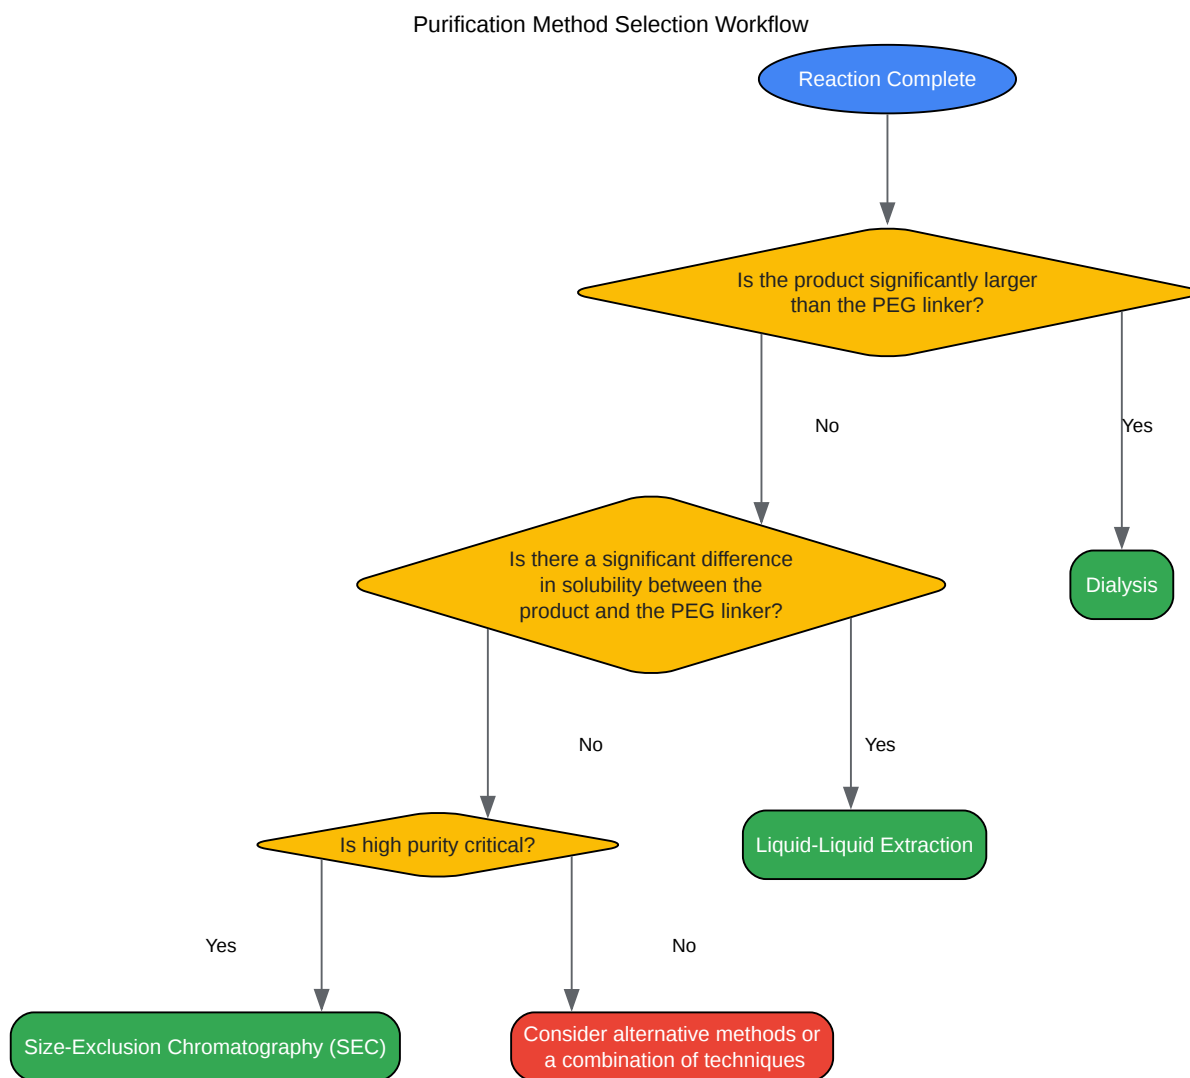 Purification Method Selection Workflow
Reaction Complete
Is the product significantly larger
than the PEG linker?
No
Yes
Is there a significant difference
in solubility between the
product and the PEG linker?
Dialysis
No
Yes
Is high purity critical?
Liquid-Liquid Extraction
Yes
No
Size-Exclusion Chromatography (SEC)
Consider alternative methods or
a combination of techniques